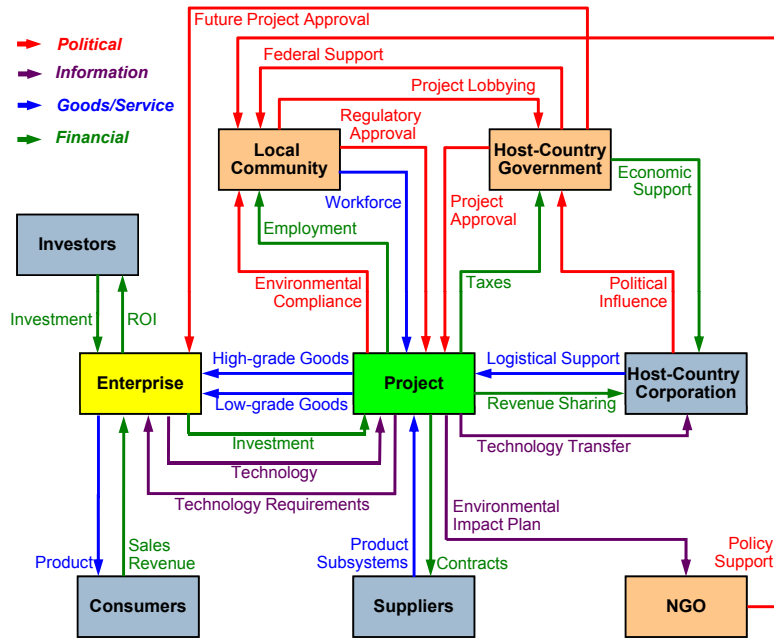 Future Project Approval
Political
Federal Support
Information
Project Lobbying
Goods/Service
Regulatory
Approval
Financial
Local
Community
Host-Country
Government
Economic
Support
Workforce
Project
Approval
Employment
Investors
Environmental
Compliance
Taxes
Political
Influence
Investment
ROI
High-grade Goods
Logistical Support
Enterprise
Project
Host-Country
Corporation
Low-grade Goods
Revenue Sharing
Investment
Technology Transfer
Technology
Technology Requirements
Environmental
Impact Plan
Product
Sales
Revenue
Product
Subsystems
Contracts
Policy
Support
Consumers
Suppliers
NGO